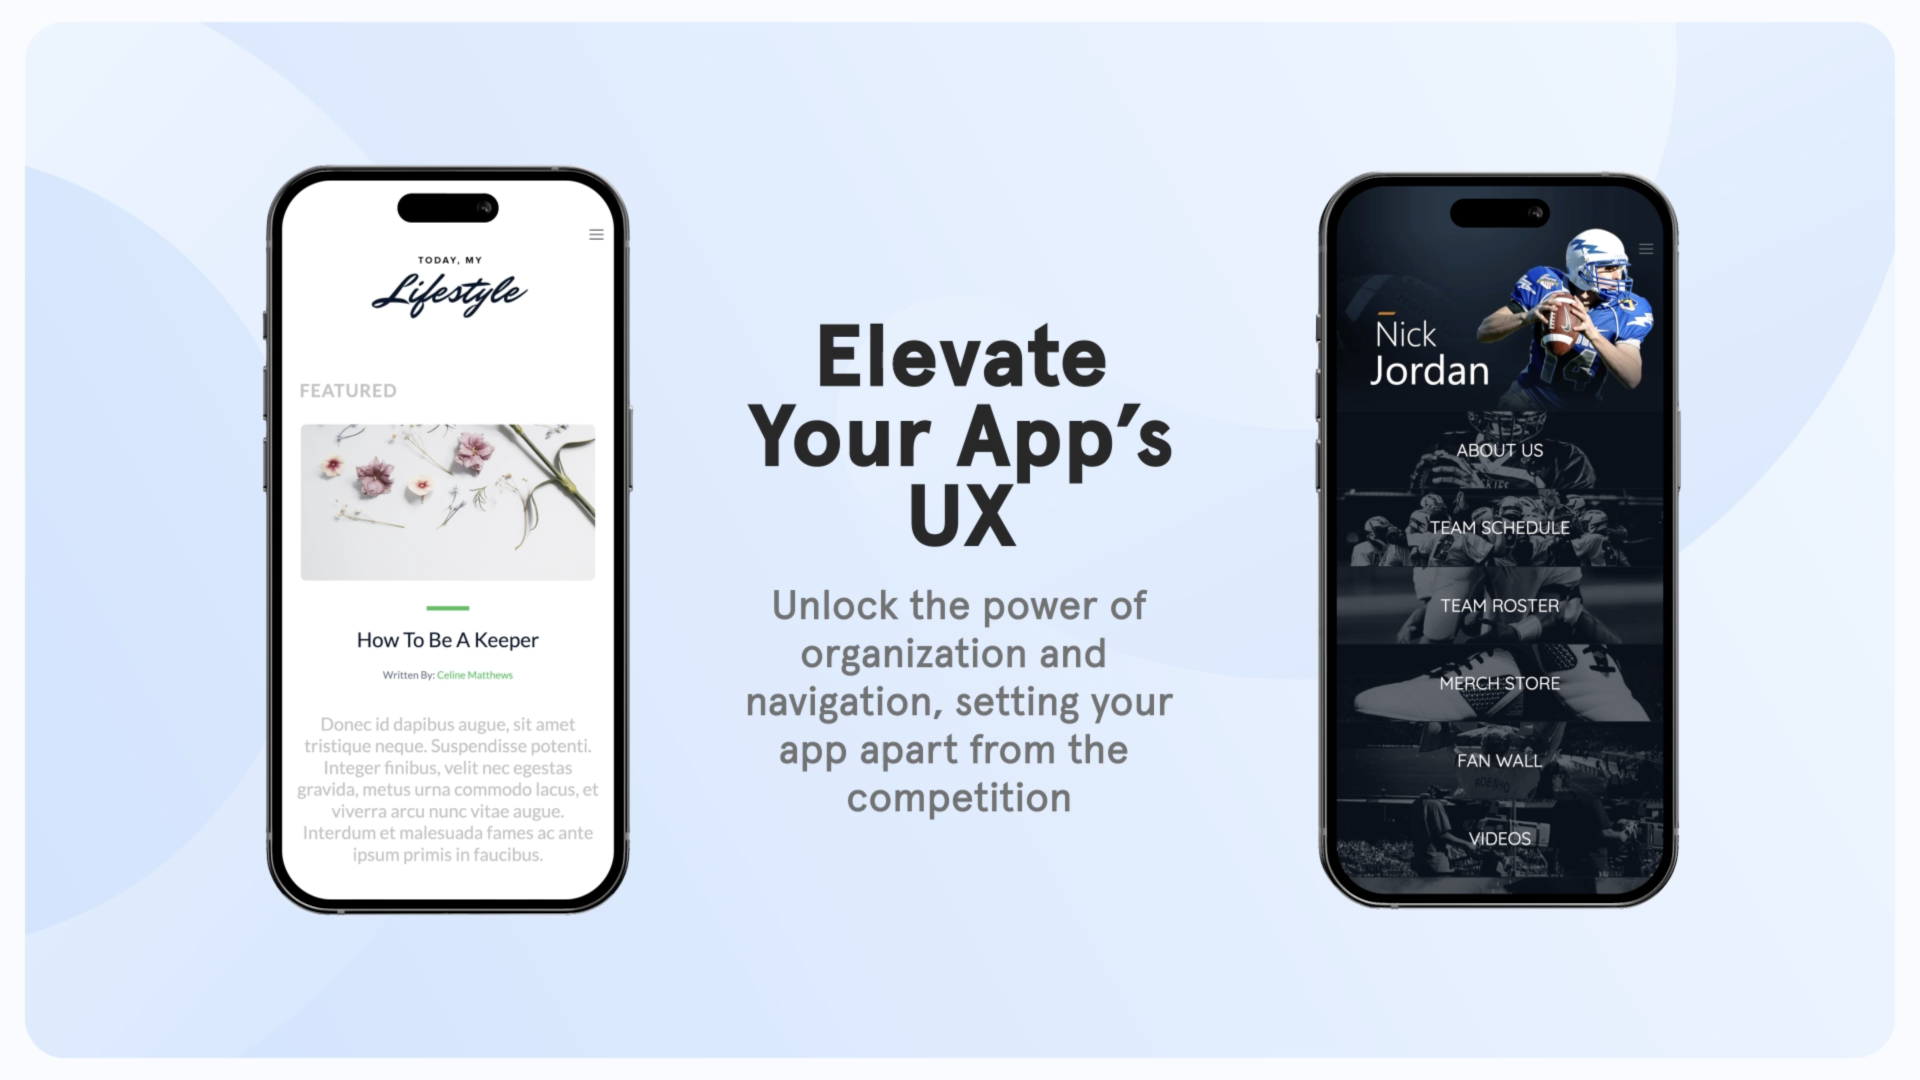 TODAY, MY
Lifestyle
FEATURED
How To Be A Keeper
Written By: Celine Matthews
Donec id dapibus augue, sit amet
tristique neque. Suspendisse potenti.
Integer finibus, velit nec egestas
gravida, metus urna commodo lacus, et
viverra arcu nunc vitae augue.
Interdum et malesuada fames ac ante
ipsum primis in faucibus.
Elevate
Your App’s
UX
Unlock the power of
organization and
navigation, setting your
app apart from the
competition
Nick
Jordan
14
ABOUT US
TEAM SCHEDULE
TEAM ROSTER
MERCH STORE
FAN WALL
VIDEOS